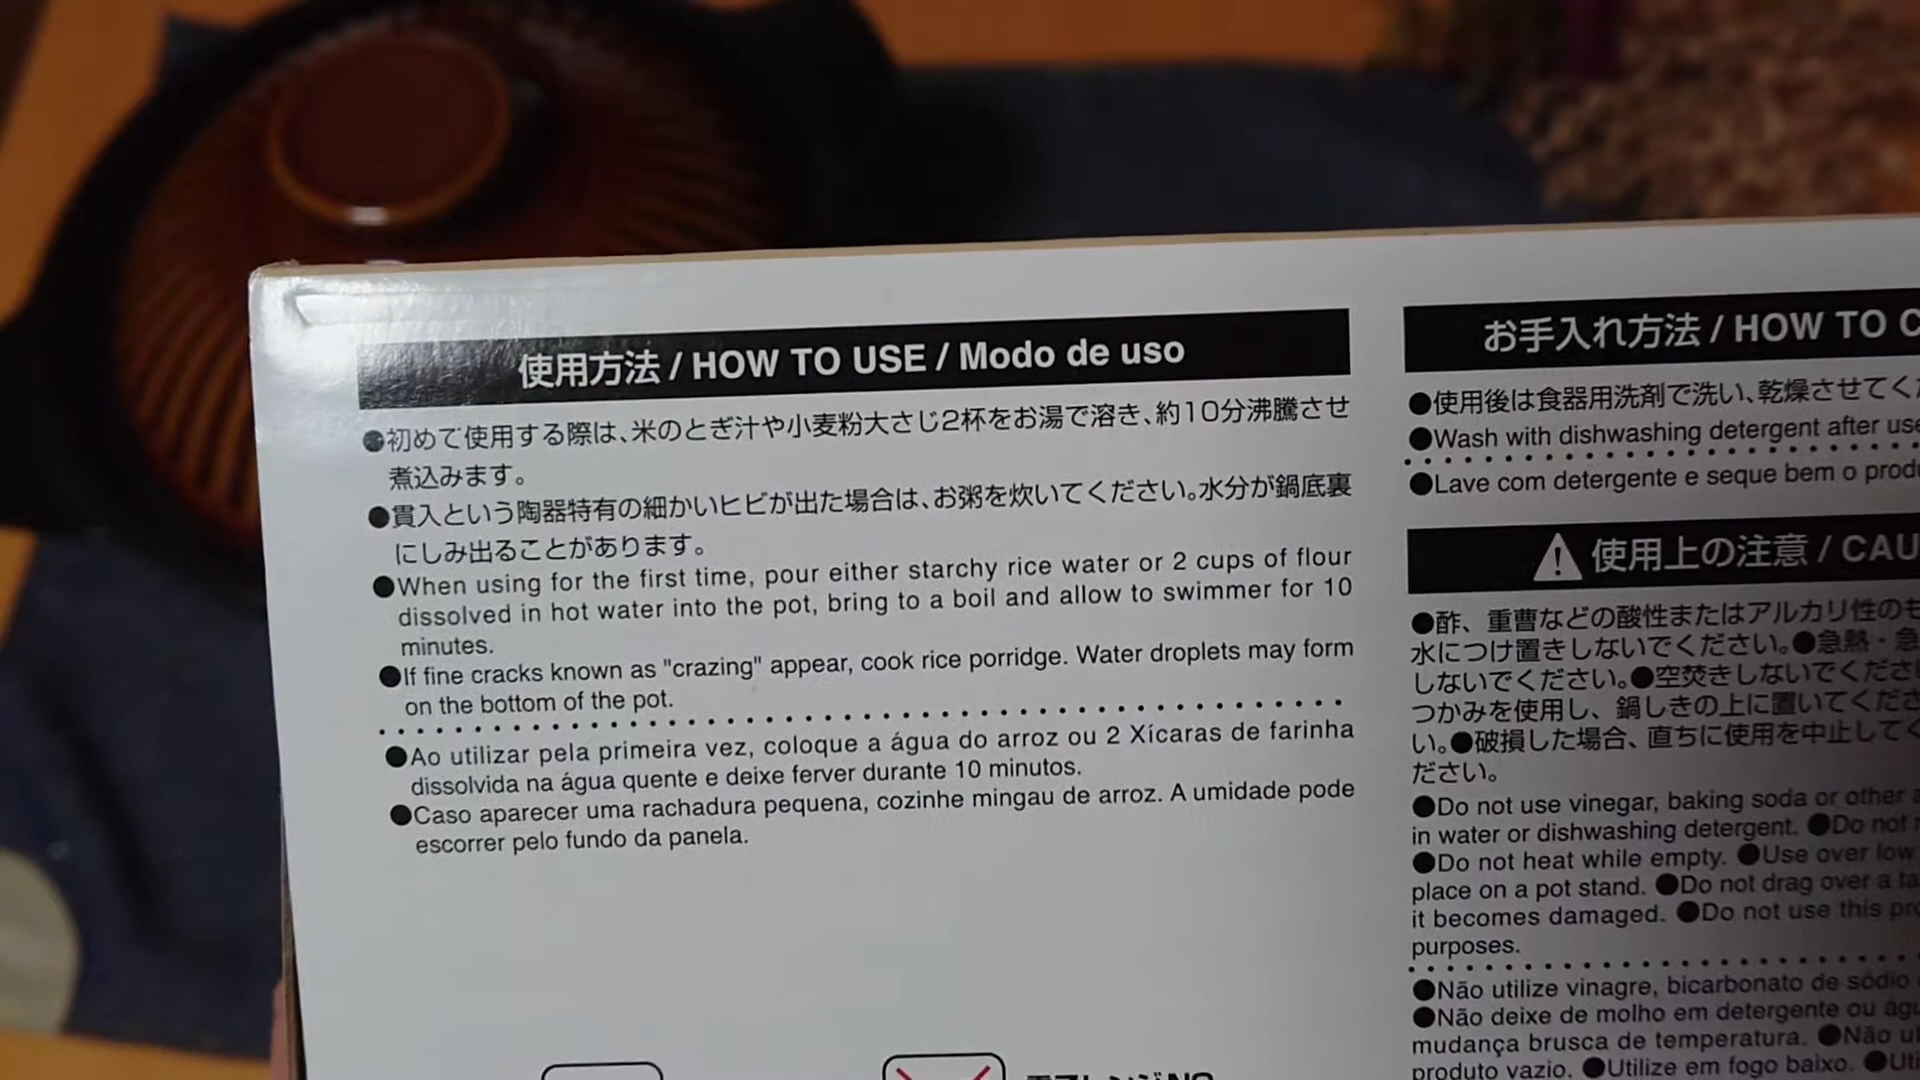 使用方法 / HOW TO USE / Modo de uso
●初めて使用する際は、米のとぎ汁や小麦粉大さじ2杯をお湯で溶き、約10分沸騰させ
煮込みます。
●貫入という陶器特有の細かいヒビが出た場合は、お粥を炊いてください。水分が鍋底裏
にしみ出ることがあります。
●When using for the first time, pour either starchy rice water or 2 cups of flour
dissolved in hot water into the pot, bring to a boil and allow to swimmer for 10
minutes.
●If fine cracks known as "crazing" appear, cook rice porridge. Water droplets may form
on the bottom of the pot.
●Ao utilizar pela primeira vez, coloque a água do arroz ou 2 Xícaras de farinha
dissolvida na água quente e deixe ferver durante 10 minutos.
●Caso aparecer uma rachadura pequena, cozinhe mingau de arroz. A umidade pode
escorrer pelo fundo da panela.
お手入れ方法 / HOW TO
●使用後は食器用洗剤で洗い、乾燥させてく
●Wash with dishwashing detergent after use
●Lave com detergente e seque bem o prod
使用上の注意 / CAU
●酢、重曹などの酸性またはアルカリ性のも
水につけ置きしないでください。●急熱・急
しないでください。●空焚きしないでくださ
つかみを使用し、鍋しきの上に置いてくださ
い。●破損した場合、直ちに使用を中止してく
ださい。
●Do not use vinegar, baking soda or other
in water or dishwashing detergent. ●Do not
●Do not heat while empty. ●Use over low
place on a pot stand. ●Do not drag over a ta
it becomes damaged. ●Do not use this pro
purposes.
●Não utilize vinagre, bicarbonato de sódio
●Não deixe de molho em detergente ou águ
mudança brusca de temperatura. ●Não
produto vazio. ●Utilize em fogo baixo.